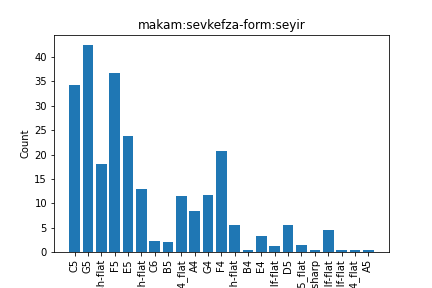 makam:sevkefza-form:seyir
Count
40
35
30
25
20
15
10
5
0
C5
G5
h-flat
F5
E5
h-flat
C6
B5
4_flat
A4
G4
F4
h-flat
B4
E4
lf-flat
D5
5_flat
sharp
lf-flat
lf-flat
4_flat
A5